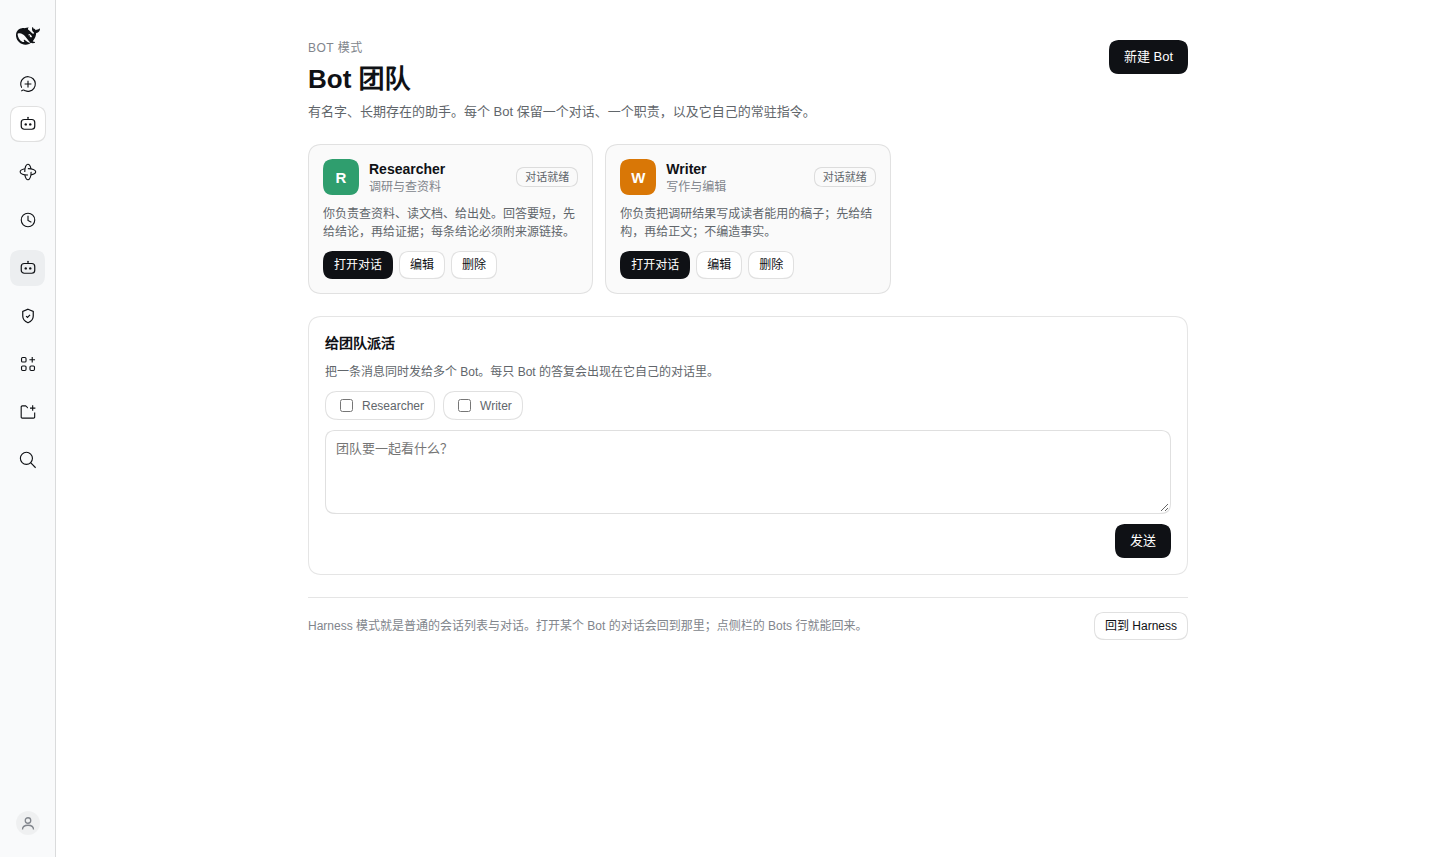 BOT 模式
Bot 团队
有名字、长期存在的助手。每个 Bot 保留一个对话、一个职责，以及它自己的常驻指令。
新建 Bot
R
Researcher
调研与查资料
对话就绪
你负责查资料、读文档、给出处。回答要短，先
给结论，再给证据；每条结论必须附来源链接。
打开对话
编辑
删除
W
Writer
写作与编辑
对话就绪
你负责把调研结果写成读者能用的稿子；先给结
构，再给正文；不编造事实。
打开对话
编辑
删除
给团队派活
把一条消息同时发给多个 Bot。每只 Bot 的答复会出现在它自己的对话里。
Researcher
Writer
团队要一起看什么？
发送
Harness 模式就是普通的会话列表与对话。打开某个 Bot 的对话会回到那里；点侧栏的 Bots 行就能回来。
回到 Harness